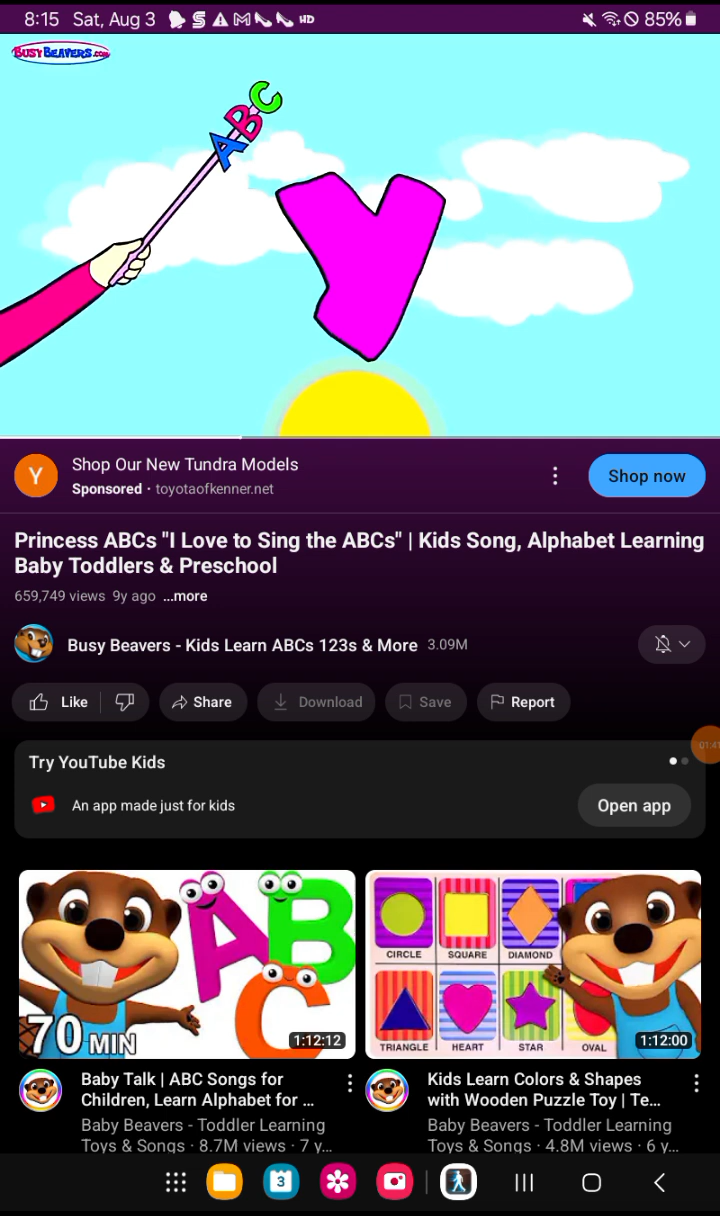 8:15 Sat, Aug 3 HD 85%
BUSYBEAVERS.COM
ABC
Y
Y Shop Our New Tundra Models
Sponsored · toyotaofkenner.net
Shop now
Princess ABCs "I Love to Sing the ABCs" | Kids Song, Alphabet Learning
Baby Toddlers & Preschool
659,749 views 9y ago ...more
Busy Beavers - Kids Learn ABCs 123s & More 3.09M
Like Share Download Save Report
Try YouTube Kids
01:41
An app made just for kids
Open app
A B C
70 MIN
1:12:12
CIRCLE SQUARE DIAMOND
TRIANGLE HEART STAR OVAL
1:12:00
Baby Talk | ABC Songs for
Children, Learn Alphabet for ...
Baby Beavers - Toddler Learning
Toys & Songs · 8.7M views · 7 y...
Kids Learn Colors & Shapes
with Wooden Puzzle Toy | Te...
Baby Beavers - Toddler Learning
Toys & Songs · 4.8M views · 6 y...
3